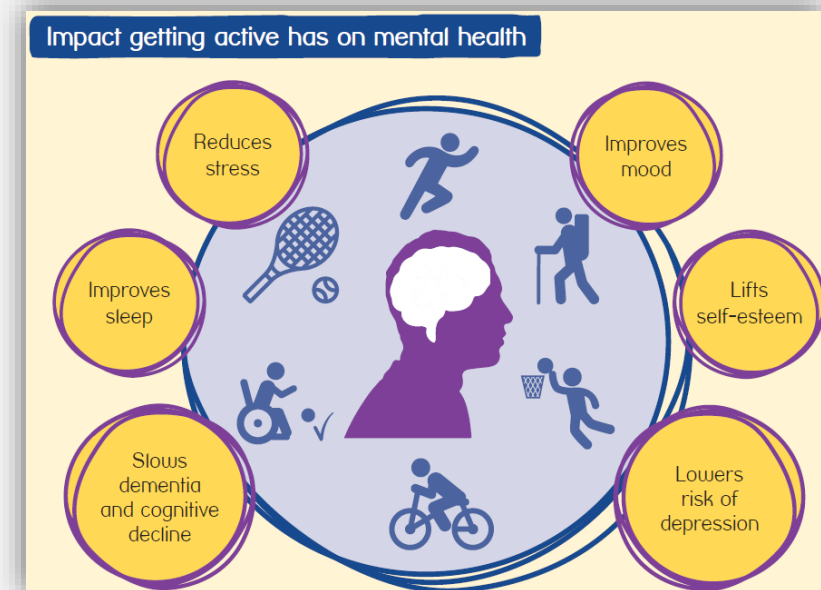 Impact getting active has on mental health
Reduces
stress
Improves
mood
Improves
sleep
Lifts
self-esteem
Slows
dementia
and cognitive
decline
Lowers
risk of
depression